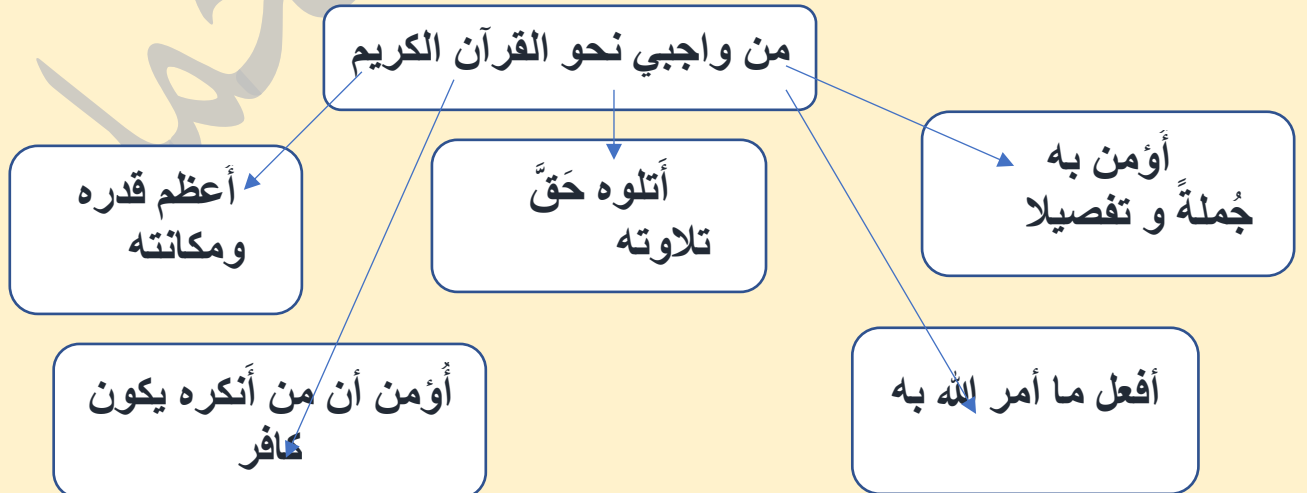 من واجبي نحو القرآن الكريم
أُؤمن به
جُملةً و تفصيلا
أَتلوه حَقَّ
تلاوته
أَعظم قدره
ومكانته
أفعل ما أمر الله به
أُؤمن أن من أَنكره يكون
كافر